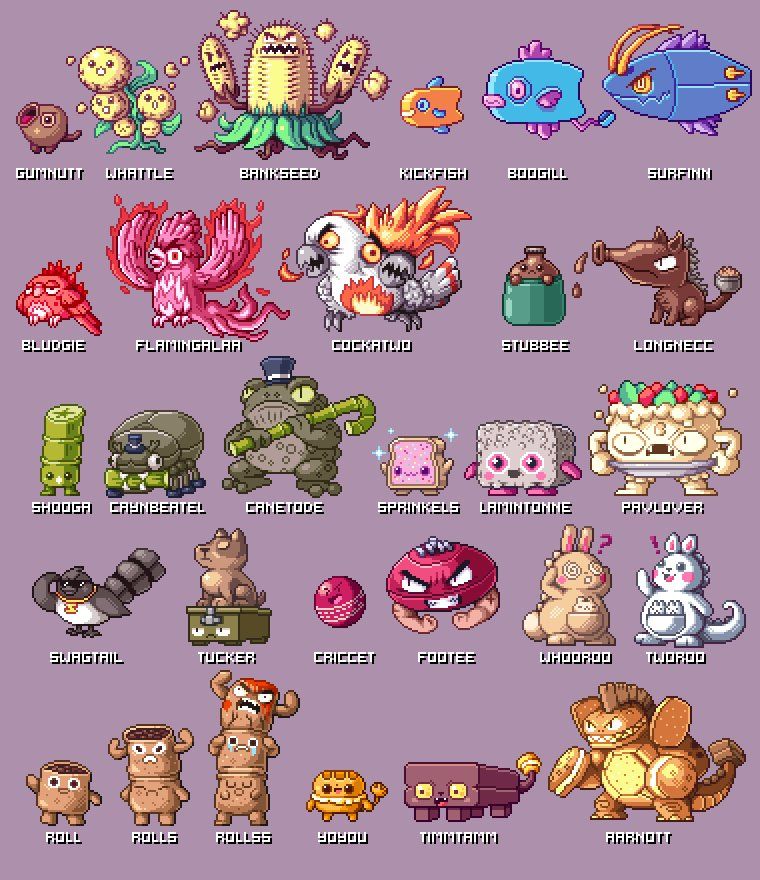 GUMNUTT WHATTLE BANKSEED KICKFISH BOOGILL SURFINN
BLUDGIE FLAMINGALAA COCKATWO STUBBEE LONGNECC
SHOOGA CAYNBEATEL CANETODE SPRINKELS LAMINTONNE PAVLOVER
? !
SWAGTAIL TUCKER CRICCET FOOTEE WHOOROO TWOROO
ROLL ROLLS ROLLSS YOYOU TIMMTAMM AARNOTT